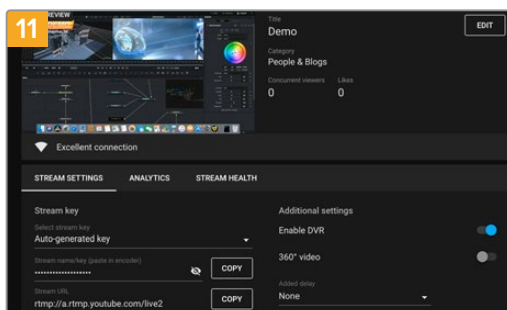 11
PREVIEW
Title
Demo
EDIT
Category
People & Blogs
Concurrent viewers
Likes
0
0
Excellent connection
STREAM SETTINGS
ANALYTICS
STREAM HEALTH
Stream key
Select stream key
Auto-generated key
Stream name/key (paste in encoder)
COPY
Stream URL
rtmp://a.rtmp.youtube.com/live2
COPY
Additional settings
Enable DVR
360° video
Added delay
None